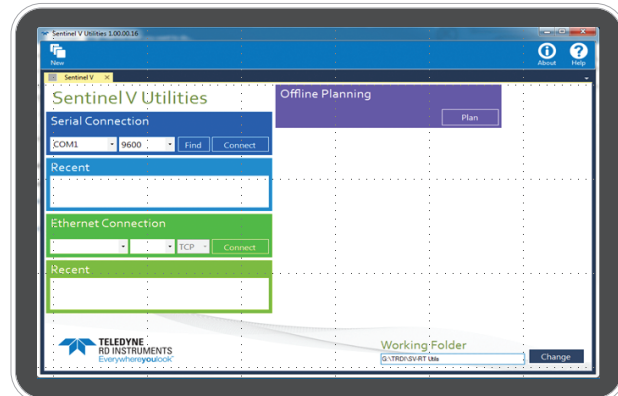 Sentinel V Utilities 1.00.00.16
New
About Help
Sentinel V
Sentinel V Utilities
Offline Planning
Plan
Serial Connection
COM1 9600 Find Connect
Recent
Ethernet Connection
TCP Connect
Recent
TELEDYNE
RD INSTRUMENTS
Everywhereyoulook
Working Folder
G:\TRDI\SV-RT Utils
Change